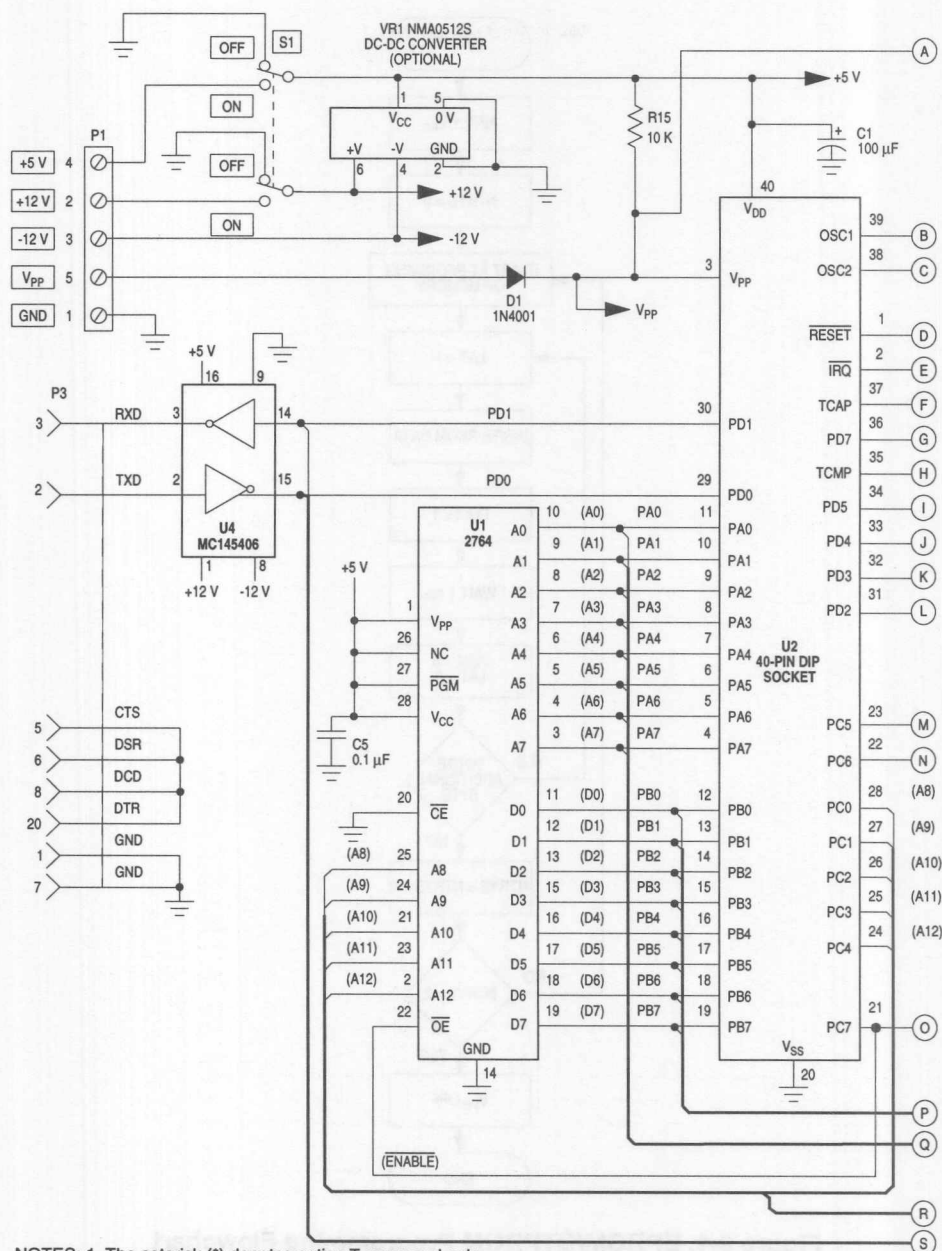 VR1 NMA0512S
DC-DC CONVERTER
(OPTIONAL)
OFF
S1
ON
OFF
ON
P1
+5 V 4
+12 V 2
-12 V 3
VPP 5
GND 1
1 5
VCC 0 V
+V -V GND
6 4 2
+12 V
-12 V
D1
1N4001
VPP
R15
10 K
+5 V
+
C1
100 µF
A
40
VDD
3 VPP
OSC1 39 B
OSC2 38 C
RESET 1 D
IRQ 2 E
TCAP 37 F
PD7 36 G
TCMP 35 H
PD5 34 I
PD4 33 J
PD3 32 K
PD2 31 L
U2
40-PIN DIP
SOCKET
PC5 23 M
PC6 22 N
PC0 28 (A8)
PC1 27 (A9)
PC2 26 (A10)
PC3 25 (A11)
PC4 24 (A12)
PC7 21 O
VSS
20
P3
3 RXD 3 14 PD1 30 PD1
2 TXD 2 15 PD0 29 PD0
+5 V
16 9
U4
MC145406
1 8
+12 V -12 V
5 CTS
6 DSR
8 DCD
20 DTR
1 GND
7 GND
U1
2764
+5 V
1 VPP
26 NC
27 PGM
28 VCC
C5
0.1 µF
20 CE
(A8) 25 A8
(A9) 24 A9
(A10) 21 A10
(A11) 23 A11
(A12) 2 A12
22 OE
GND
14
A0 10 (A0) PA0 11 PA0
A1 9 (A1) PA1 10 PA1
A2 8 (A2) PA2 9 PA2
A3 7 (A3) PA3 8 PA3
A4 6 (A4) PA4 7 PA4
A5 5 (A5) PA5 6 PA5
A6 4 (A6) PA6 5 PA6
A7 3 (A7) PA7 4 PA7
D0 11 (D0) PB0 12 PB0
D1 12 (D1) PB1 13 PB1
D2 13 (D2) PB2 14 PB2
D3 15 (D3) PB3 15 PB3
D4 16 (D4) PB4 16 PB4
D5 17 (D5) PB5 17 PB5
D6 18 (D6) PB6 18 PB6
D7 19 (D7) PB7 19 PB7
(ENABLE)
P
Q
R
S
NOTES: 1. The asterisk (*) denotes